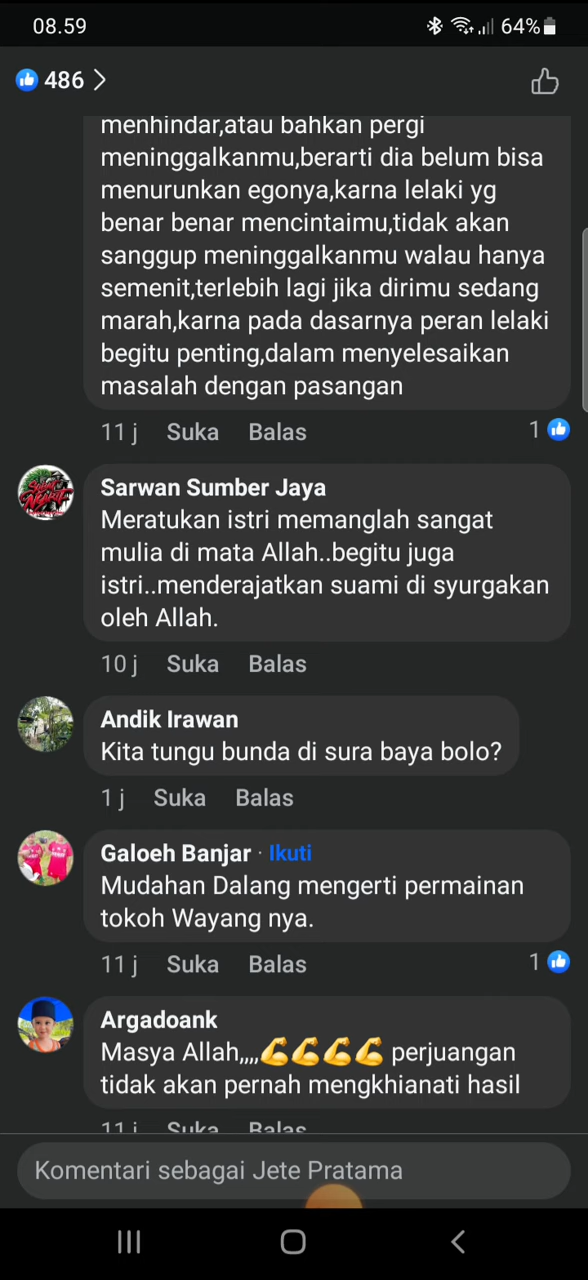 08.59
64%
486 >
menhindar,atau bahkan pergi
meninggalkanmu,berarti dia belum bisa
menurunkan egonya,karna lelaki yg
benar benar mencintaimu,tidak akan
sanggup meninggalkanmu walau hanya
semenit,terlebih lagi jika dirimu sedang
marah,karna pada dasarnya peran lelaki
begitu penting,dalam menyelesaikan
masalah dengan pasangan
11 j Suka Balas 1
Sarwan Sumber Jaya
Meratukan istri memanglah sangat
mulia di mata Allah..begitu juga
istri..menderajatkan suami di syurgakan
oleh Allah.
10 j Suka Balas
Andik Irawan
Kita tungu bunda di sura baya bolo?
1 j Suka Balas
Galoeh Banjar · Ikuti
Mudahan Dalang mengerti permainan
tokoh Wayang nya.
11 j Suka Balas 1
Argadoank
Masya Allah,,,,💪💪💪💪 perjuangan
tidak akan pernah mengkhianati hasil
11 j Suka Balas
Komentari sebagai Jete Pratama